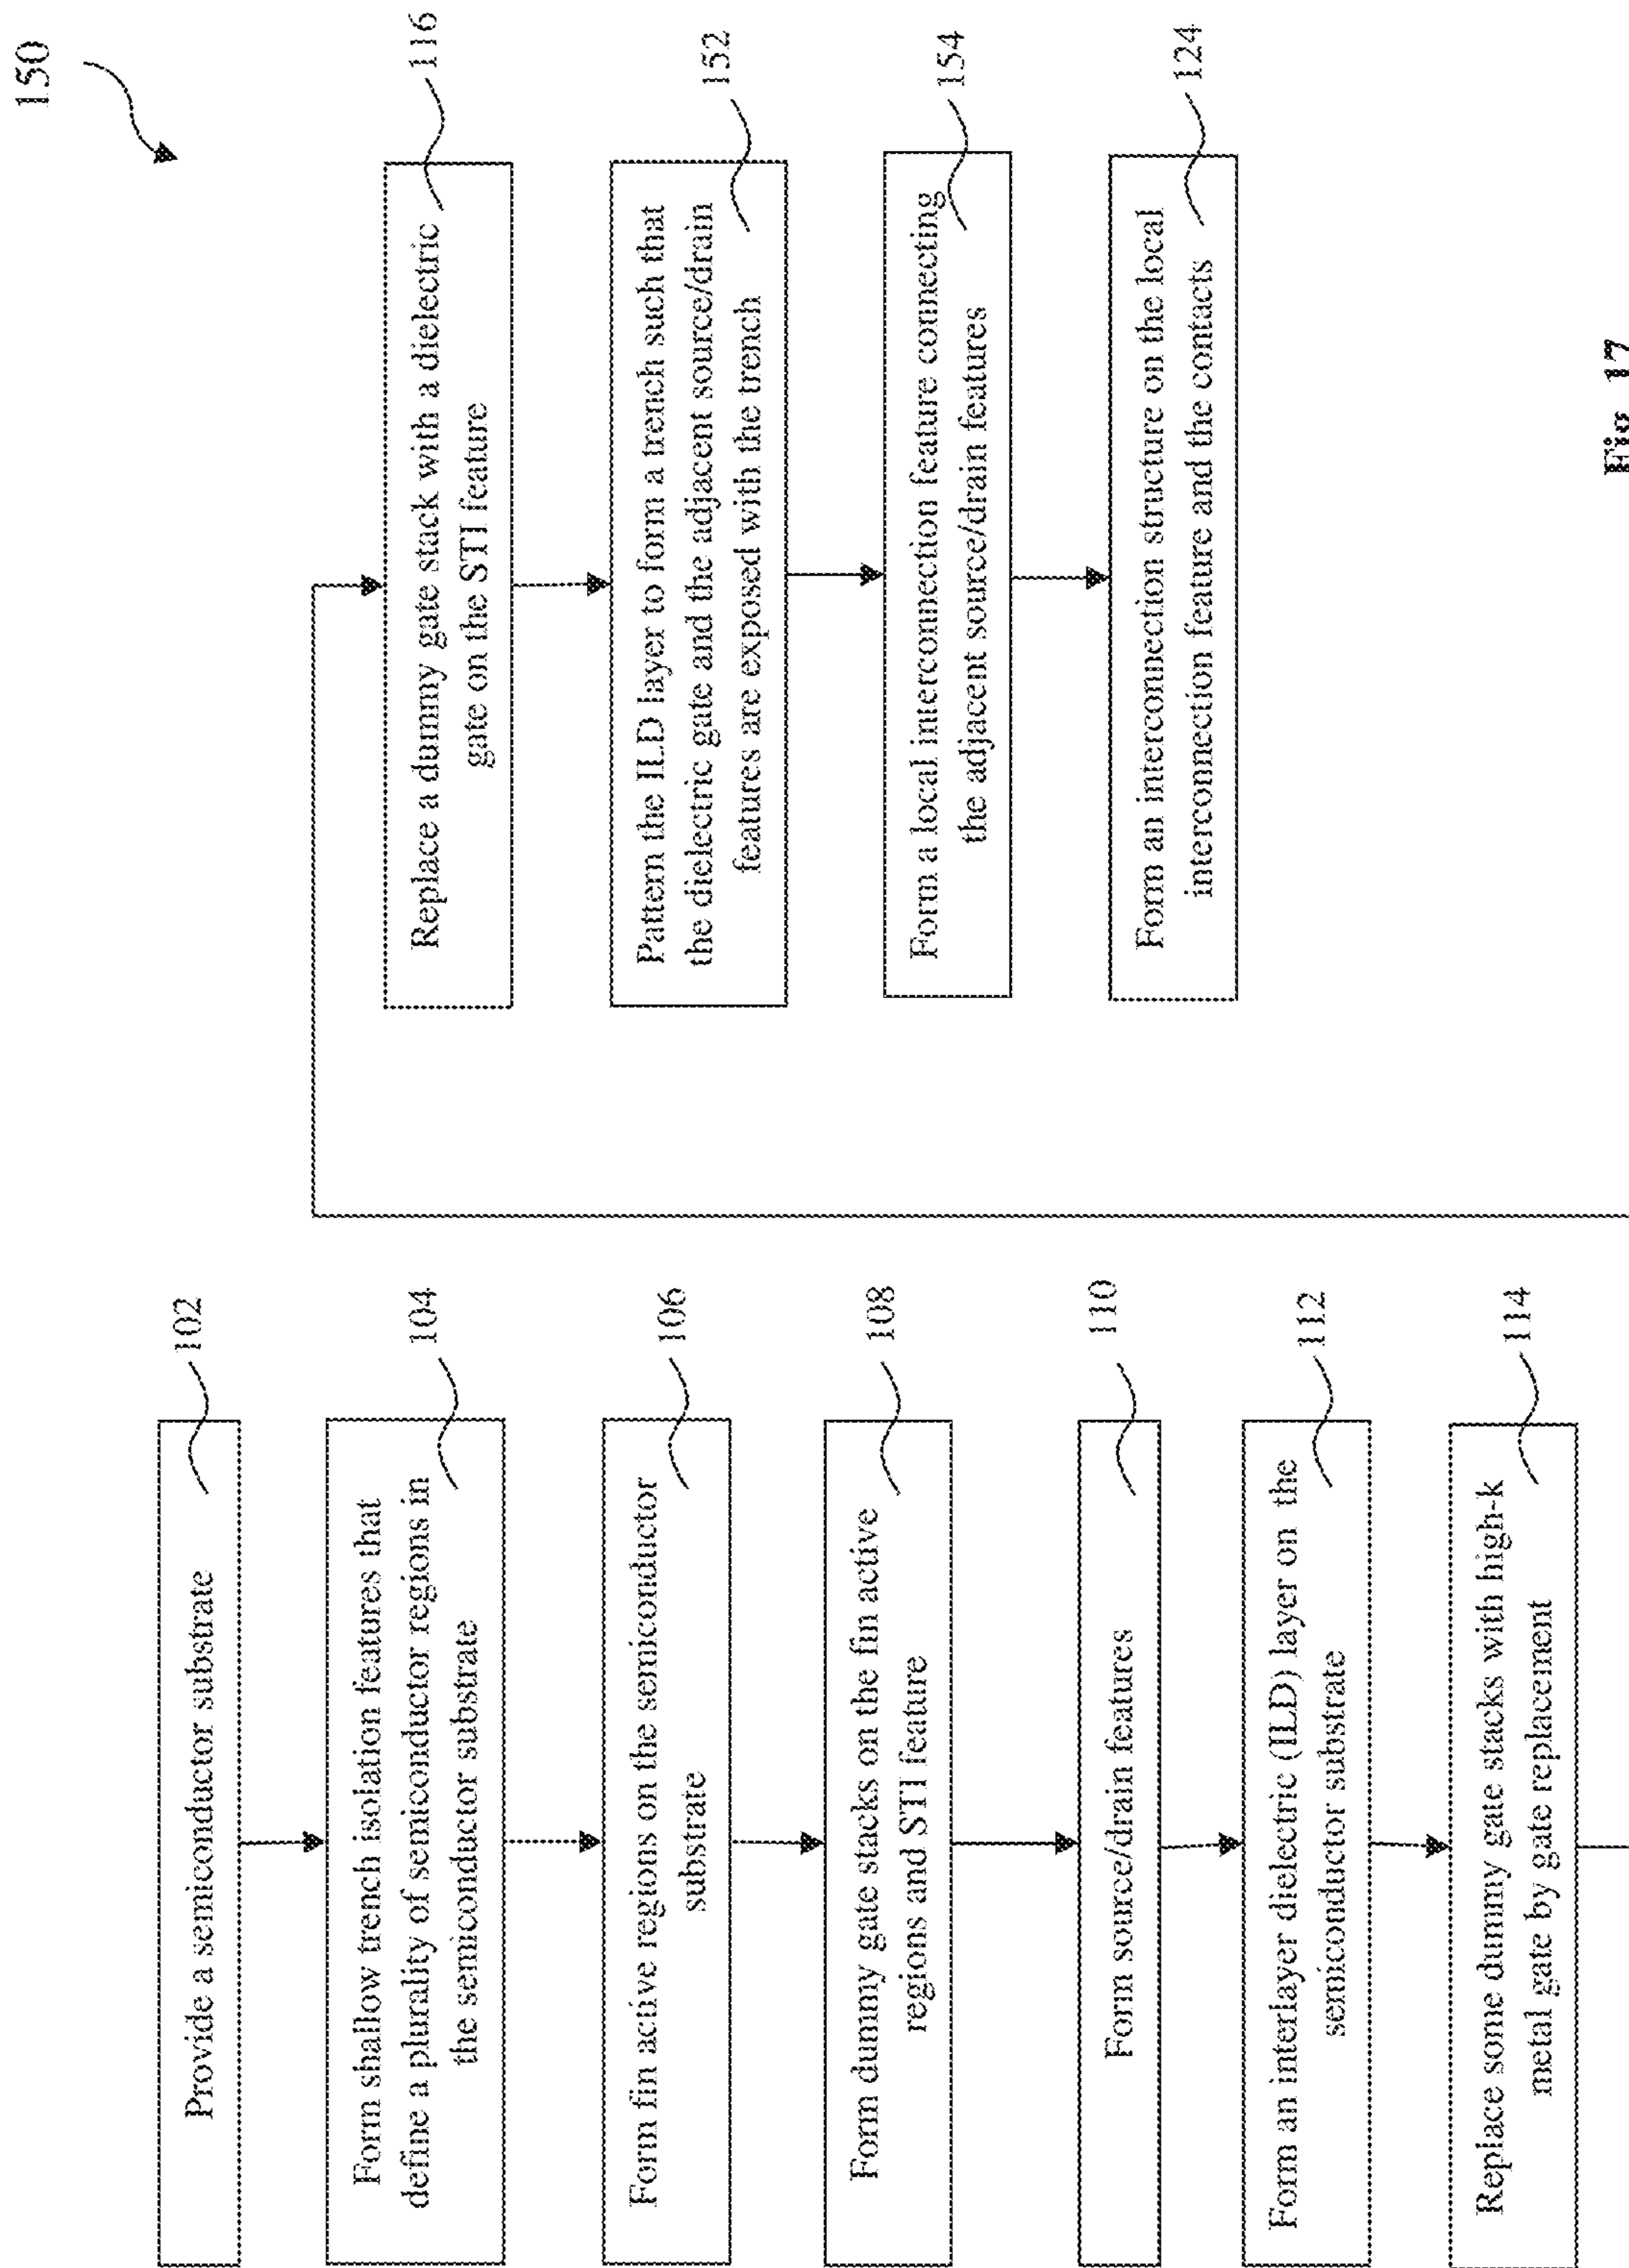 150
Provide a semiconductor substrate
102
Form shallow trench isolation features that
define a plurality of semiconductor regions in
the semiconductor substrate
104
Form fin active regions on the semiconductor
substrate
106
Form dummy gate stacks on the fin active
regions and STI feature
108
Form source/drain features
110
Form an interlayer dielectric (ILD) layer on the
semiconductor substrate
112
Replace some dummy gate stacks with high-k
metal gate by gate replacement
114
Replace a dummy gate stack with a dielectric
gate on the STI feature
116
Pattern the ILD layer to form a trench such that
the dielectric gate and the adjacent source/drain
features are exposed with the trench
152
Form a local interconnection feature connecting
the adjacent source/drain features
154
Form an interconnection structure on the local
interconnection feature and the contacts
124
Fig. 17